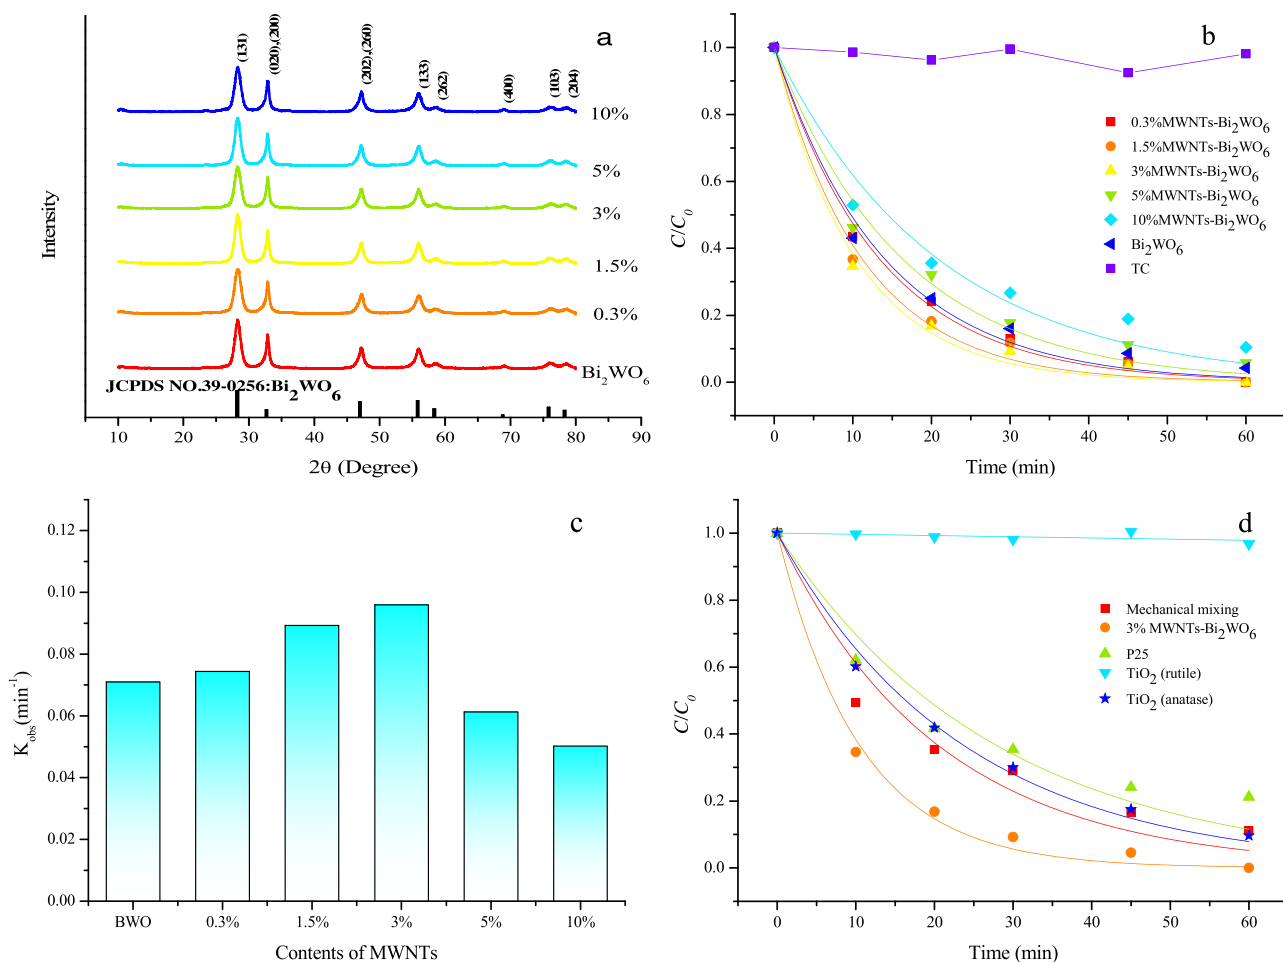 a
(131)
(020),(200)
(202),(260)
(133)
(262)
(400)
(103)
(204)
10%
5%
3%
1.5%
0.3%
Bi2WO6
JCPDS NO.39-0256:Bi2WO6
Intensity
10 20 30 40 50 60 70 80 90
2θ (Degree)
b
1.0
0.8
0.6
0.4
0.2
0.0
C/C0
0.3%MWNTs-Bi2WO6
1.5%MWNTs-Bi2WO6
3%MWNTs-Bi2WO6
5%MWNTs-Bi2WO6
10%MWNTs-Bi2WO6
Bi2WO6
TC
0 10 20 30 40 50 60
Time (min)
c
0.12
0.10
0.08
0.06
0.04
0.02
0.00
Kobs(min-1)
BWO 0.3% 1.5% 3% 5% 10%
Contents of MWNTs
d
1.0
0.8
0.6
0.4
0.2
0.0
C/C0
Mechanical mixing
3% MWNTs-Bi2WO6
P25
TiO2 (rutile)
TiO2 (anatase)
0 10 20 30 40 50 60
Time (min)